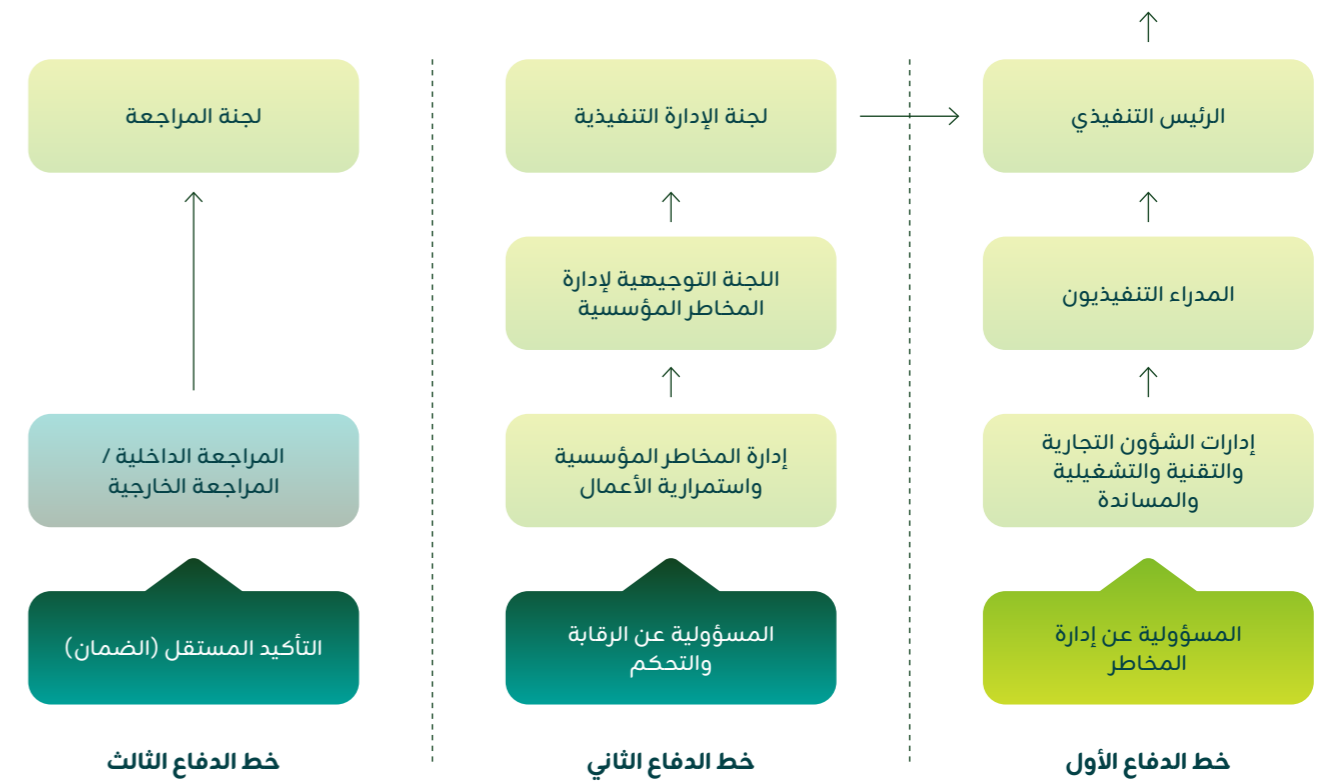 الرئيس التنفيذي
لجنة الإدارة التنفيذية
لجنة المراجعة
المدراء التنفيذيون
اللجنة التوجيهية لإدارة
المخاطر المؤسسية
إدارات الشؤون التجارية
والتقنية والتشغيلية
والمساندة
إدارة المخاطر المؤسسية
واستمرارية الأعمال
المراجعة الداخلية /
المراجعة الخارجية
المسؤولية عن إدارة
المخاطر
المسؤولية عن الرقابة
والتحكم
التأكيد المستقل (الضمان)
خط الدفاع الأول
خط الدفاع الثاني
خط الدفاع الثالث